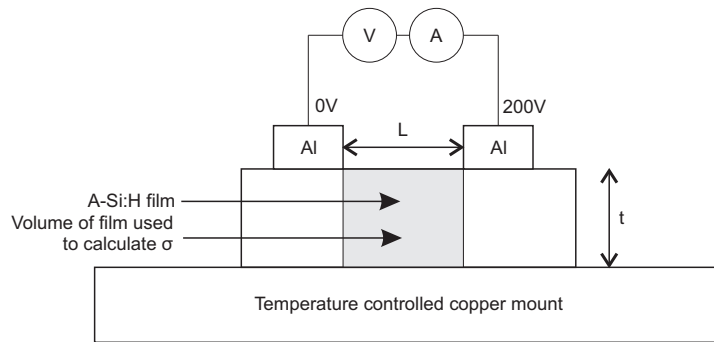 V
A
0V
200V
Al
L
Al
A-Si:H film
Volume of film used
to calculate σ
t
Temperature controlled copper mount